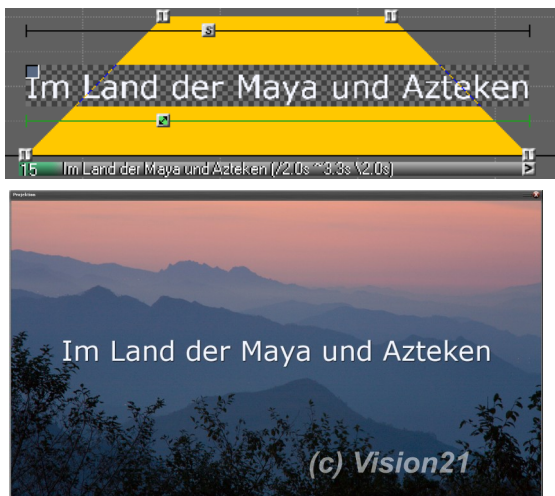 S
Im Land der Maya und Azteken
15 Im Land der Maya und Azteken (/2.0s ~3.3s \2.0s) >
Projektion
Im Land der Maya und Azteken
(c) Vision21